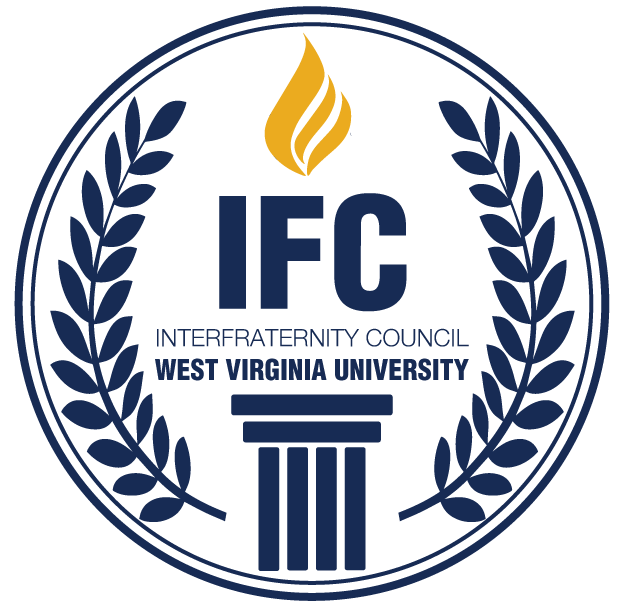 IFC
INTERFRATERNITY COUNCIL
WEST VIRGINIA UNIVERSITY